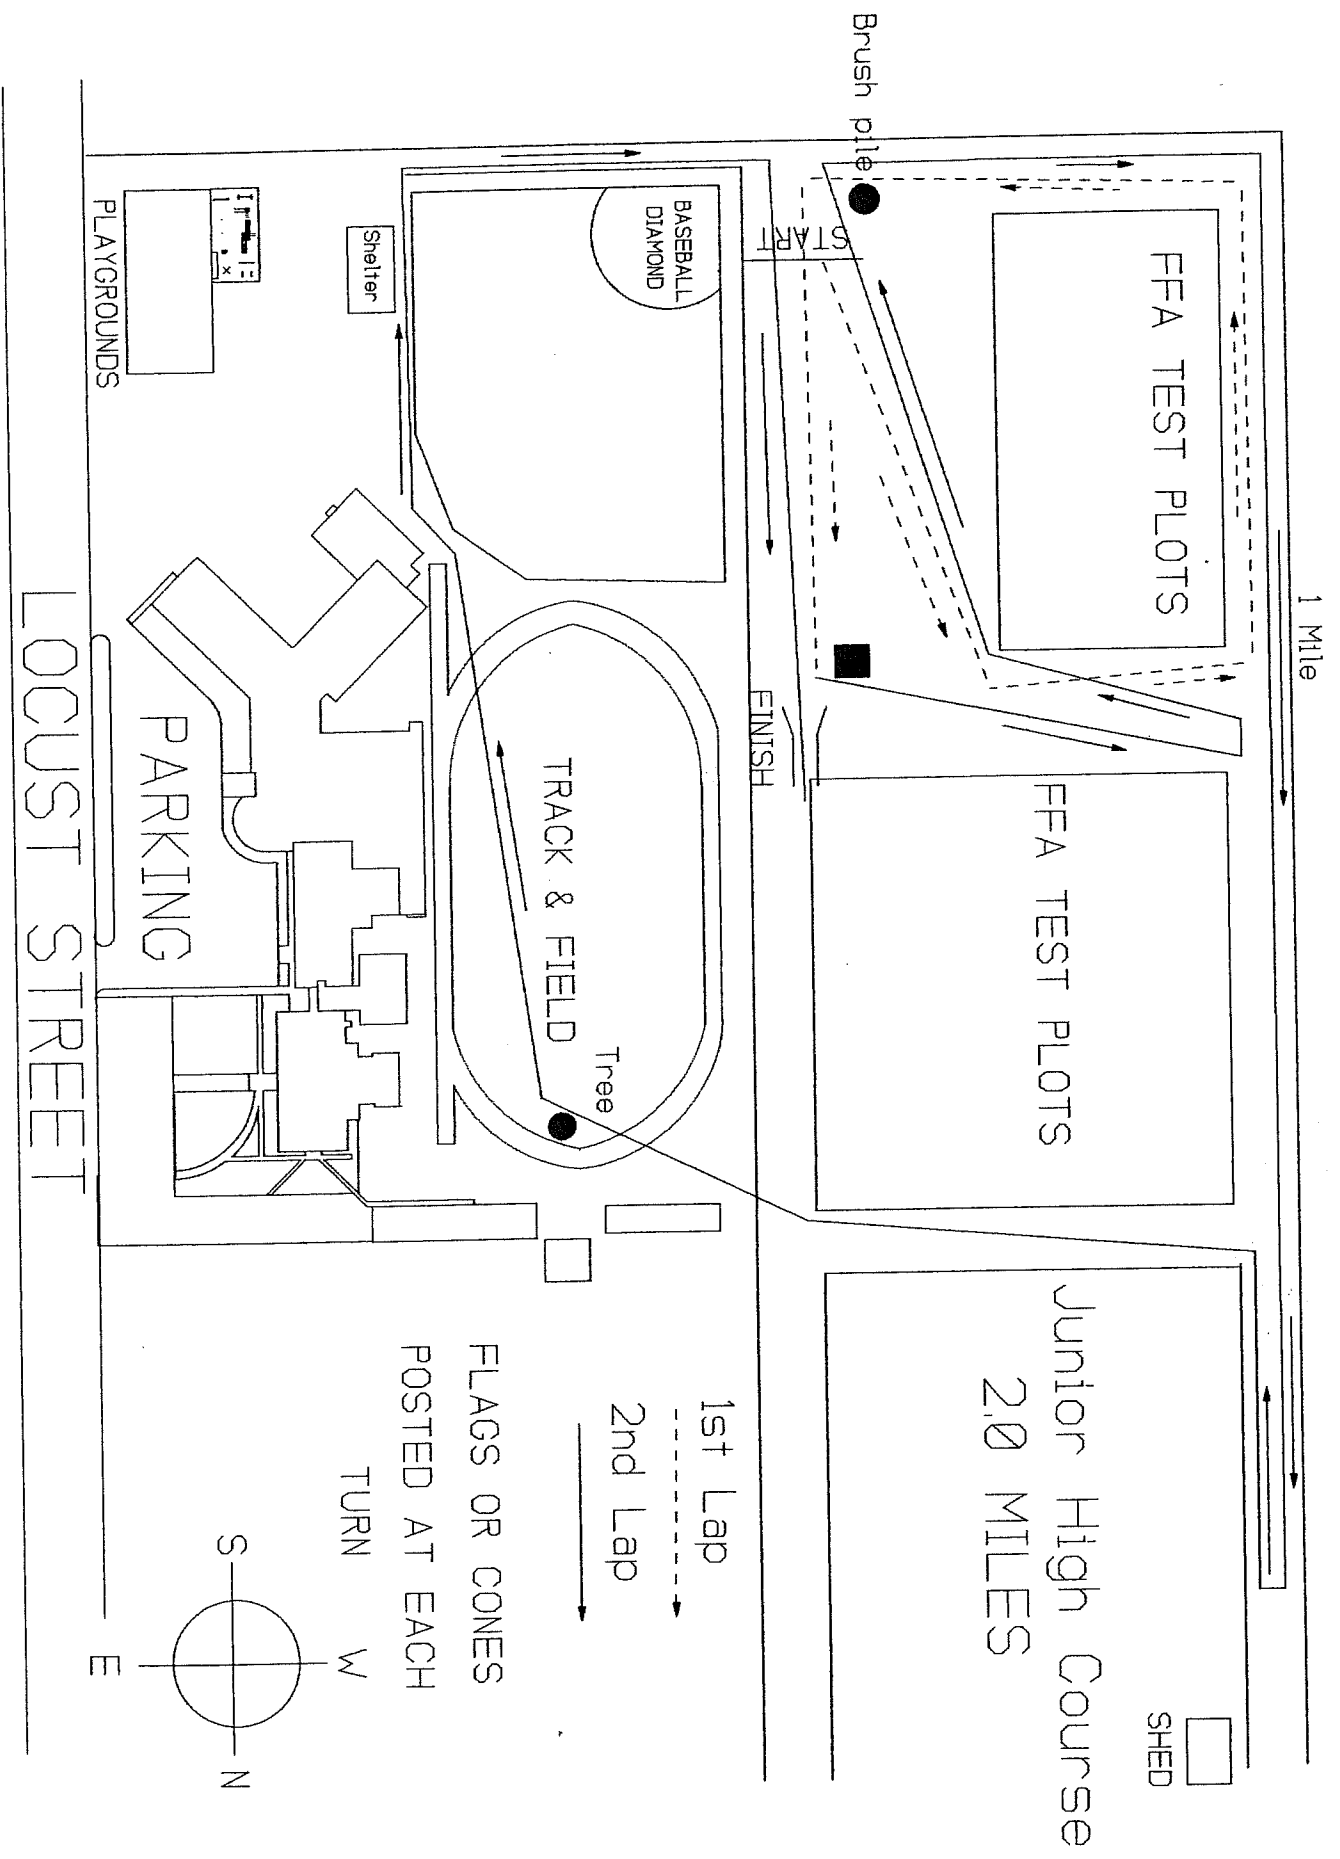 Brush pile
START
FFA TEST PLOTS
1 Mile
BASEBALL
DIAMOND
Shelter
PLAYGROUNDS
FINISH
FFA TEST PLOTS
TRACK & FIELD
Tree
PARKING
LOCUST STREET
Junior High Course
2.0 MILES
SHED
1st Lap
2nd Lap
FLAGS OR CONES
POSTED AT EACH
TURN
S
W
E
N